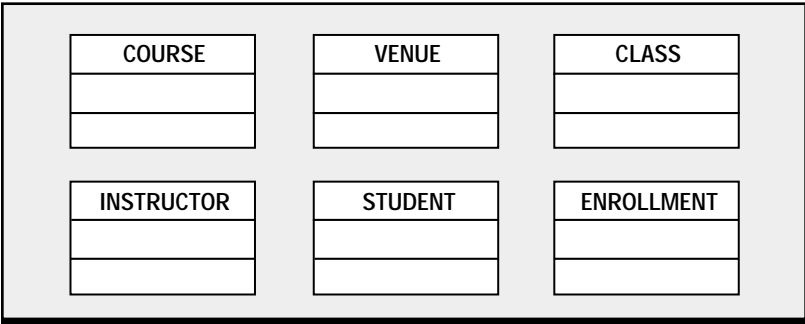 COURSE
VENUE
CLASS
INSTRUCTOR
STUDENT
ENROLLMENT